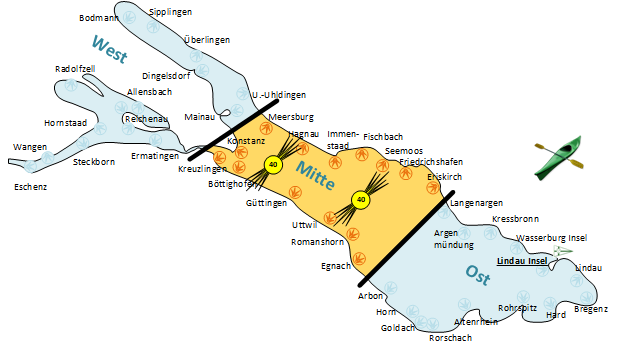 Sipplingen
Bodmann
Überlingen
West
Radolfzell
Dingelsdorf
Allensbach
U.-Uhldingen
Mainau
Meersburg
Hornstaad
Reichenau
Konstanz
Hagnau
Immen-
staad
Fischbach
Wangen
Steckborn
Ermatingen
Seemoos
Friedrichshafen
Kreuzlingen
40
Mitte
Eriskirch
Eschenz
Böttighofen
Güttingen
40
Langenargen
Kressbronn
Uttwil
Argen
mündung
Romanshorn
Wasserburg Insel
Lindau Insel
Egnach
Ost
Lindau
Arbon
Horn
Rohrspitz
Bregenz
Hard
Goldach
Altenrhein
Rorschach